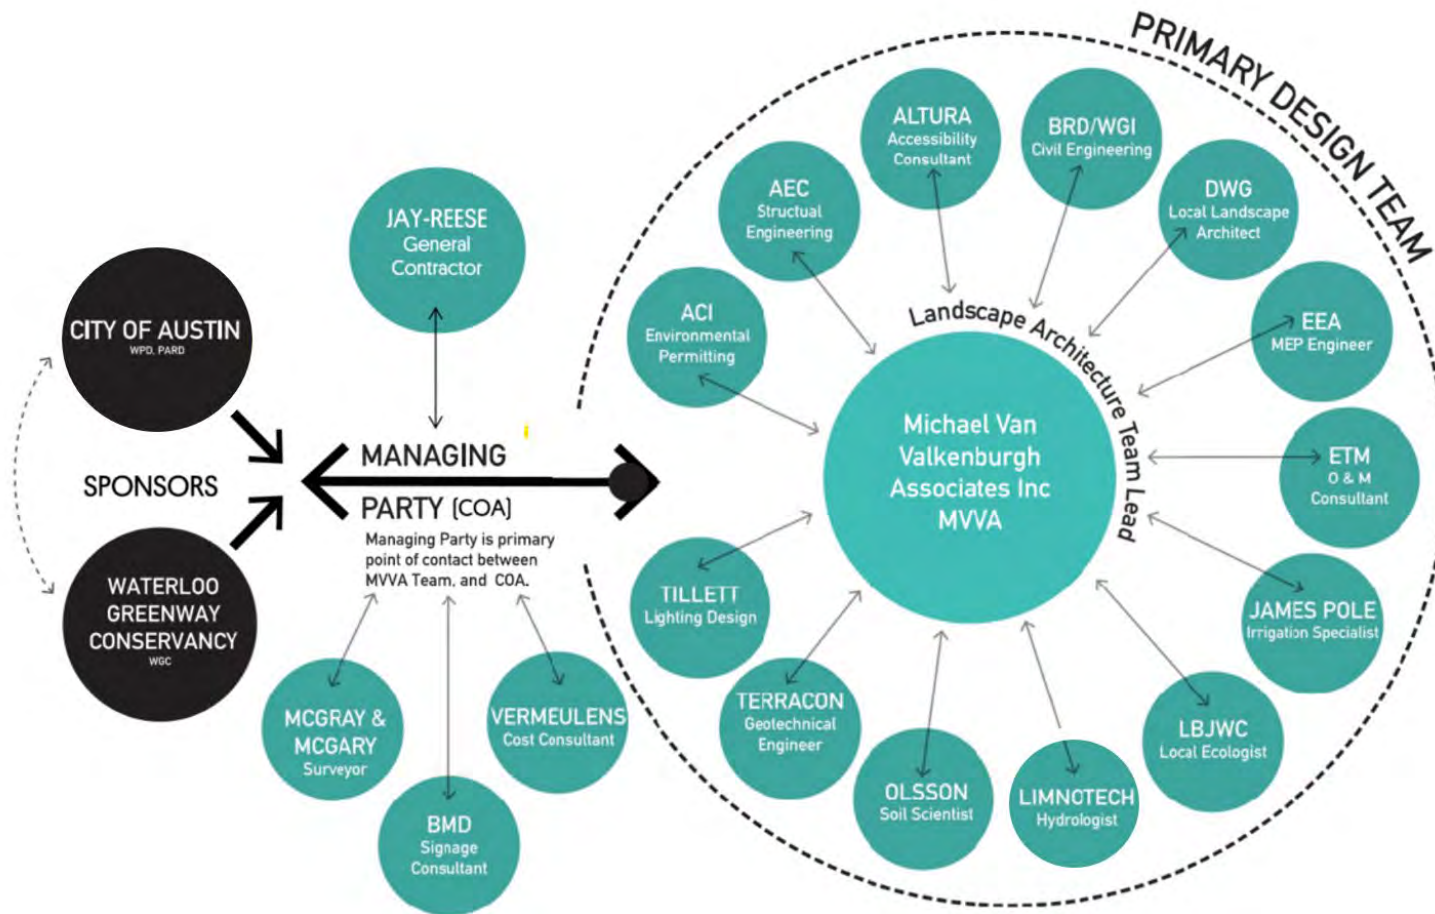 PRIMARY DESIGN TEAM
CITY OF AUSTIN
WPD, PARD
SPONSORS
WATERLOO
GREENWAY
CONSERVANCY
WGC
JAY-REESE
General
Contractor
MANAGING
PARTY (COA)
Managing Party is primary
point of contact between
MVVA Team, and COA.
MCGRAY &
MCGARY
Surveyor
BMD
Signage
Consultant
VERMEULENS
Cost Consultant
Landscape Architecture Team Lead
Michael Van
Valkenburgh
Associates Inc
MVVA
ACI
Environmental
Permitting
AEC
Structual
Engineering
ALTURA
Accessibility
Consultant
BRD/WGI
Civil Engineering
DWG
Local Landscape
Architect
EEA
MEP Engineer
ETM
O & M
Consultant
JAMES POLE
Irrigation Specialist
LBJWC
Local Ecologist
LIMNOTECH
Hydrologist
OLSSON
Soil Scientist
TERRACON
Geotechnical
Engineer
TILLETT
Lighting Design